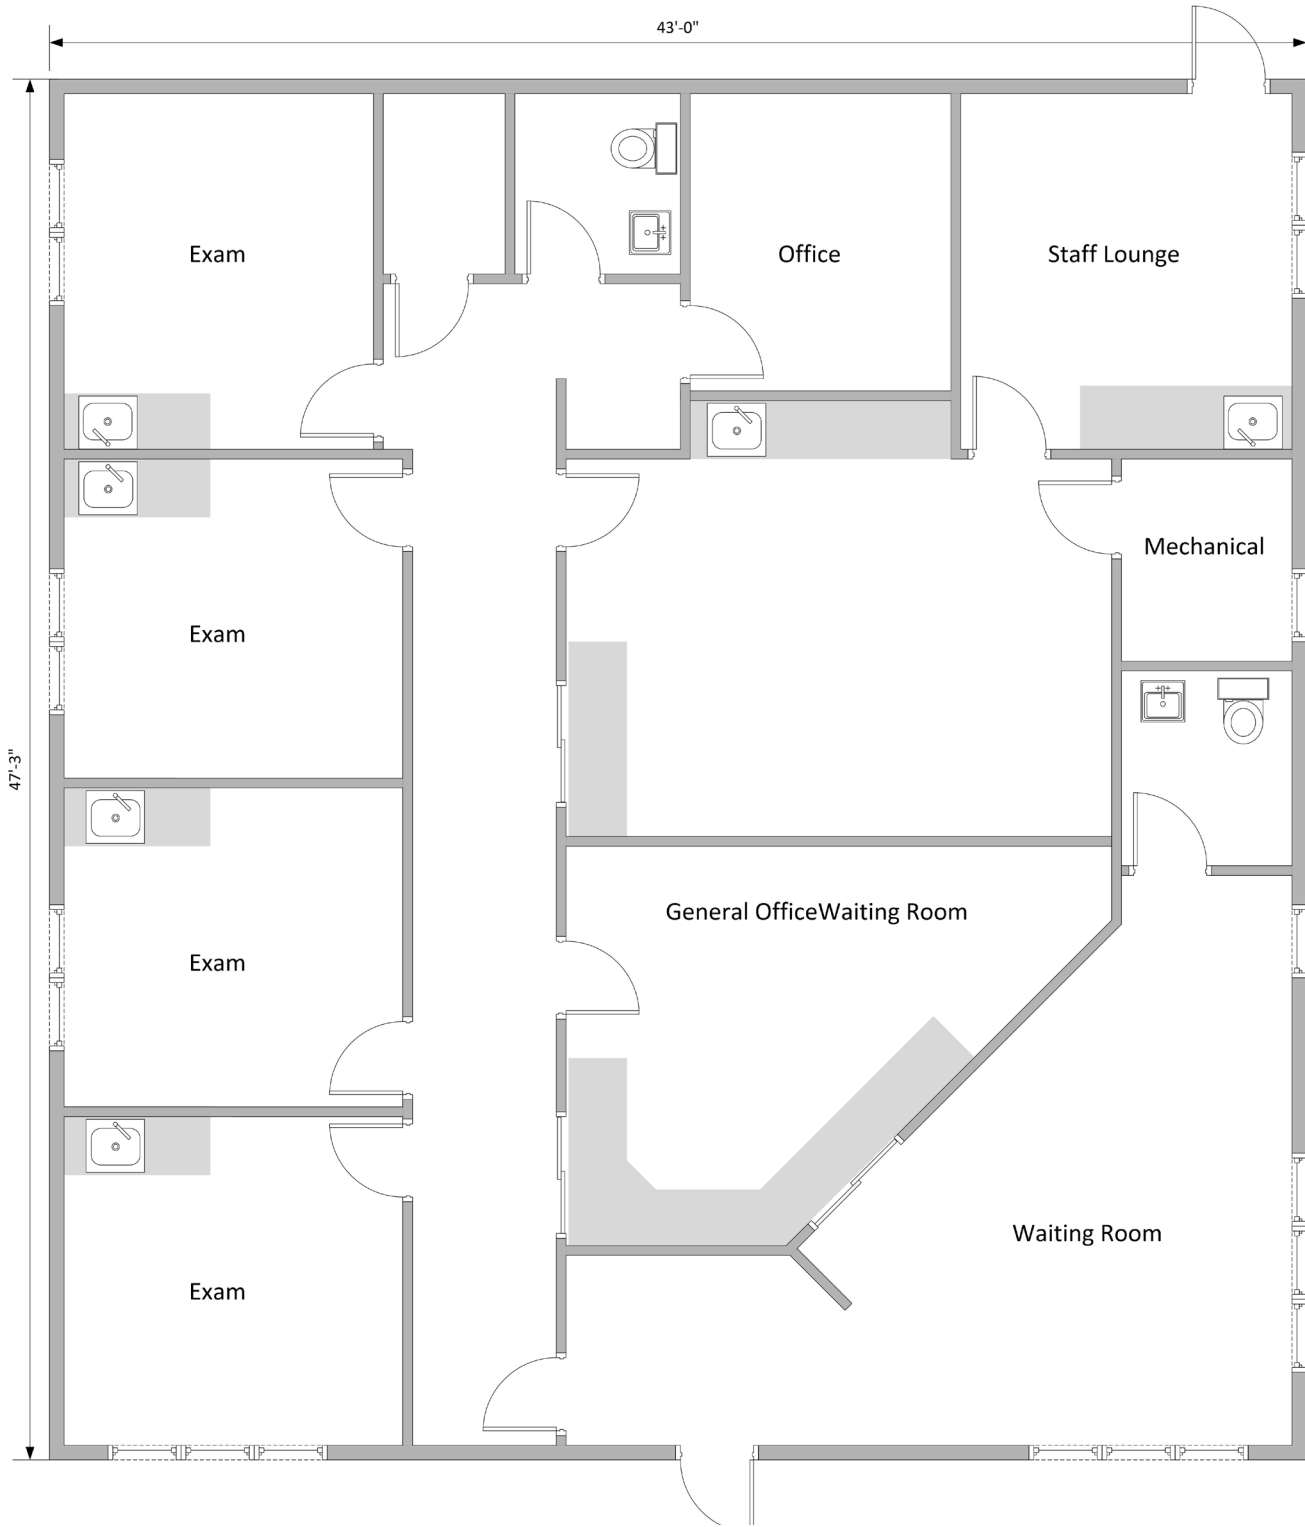 43'-0"
Exam
Office
Staff Lounge
Mechanical
Exam
47'-3"
General OfficeWaiting Room
Exam
Waiting Room
Exam